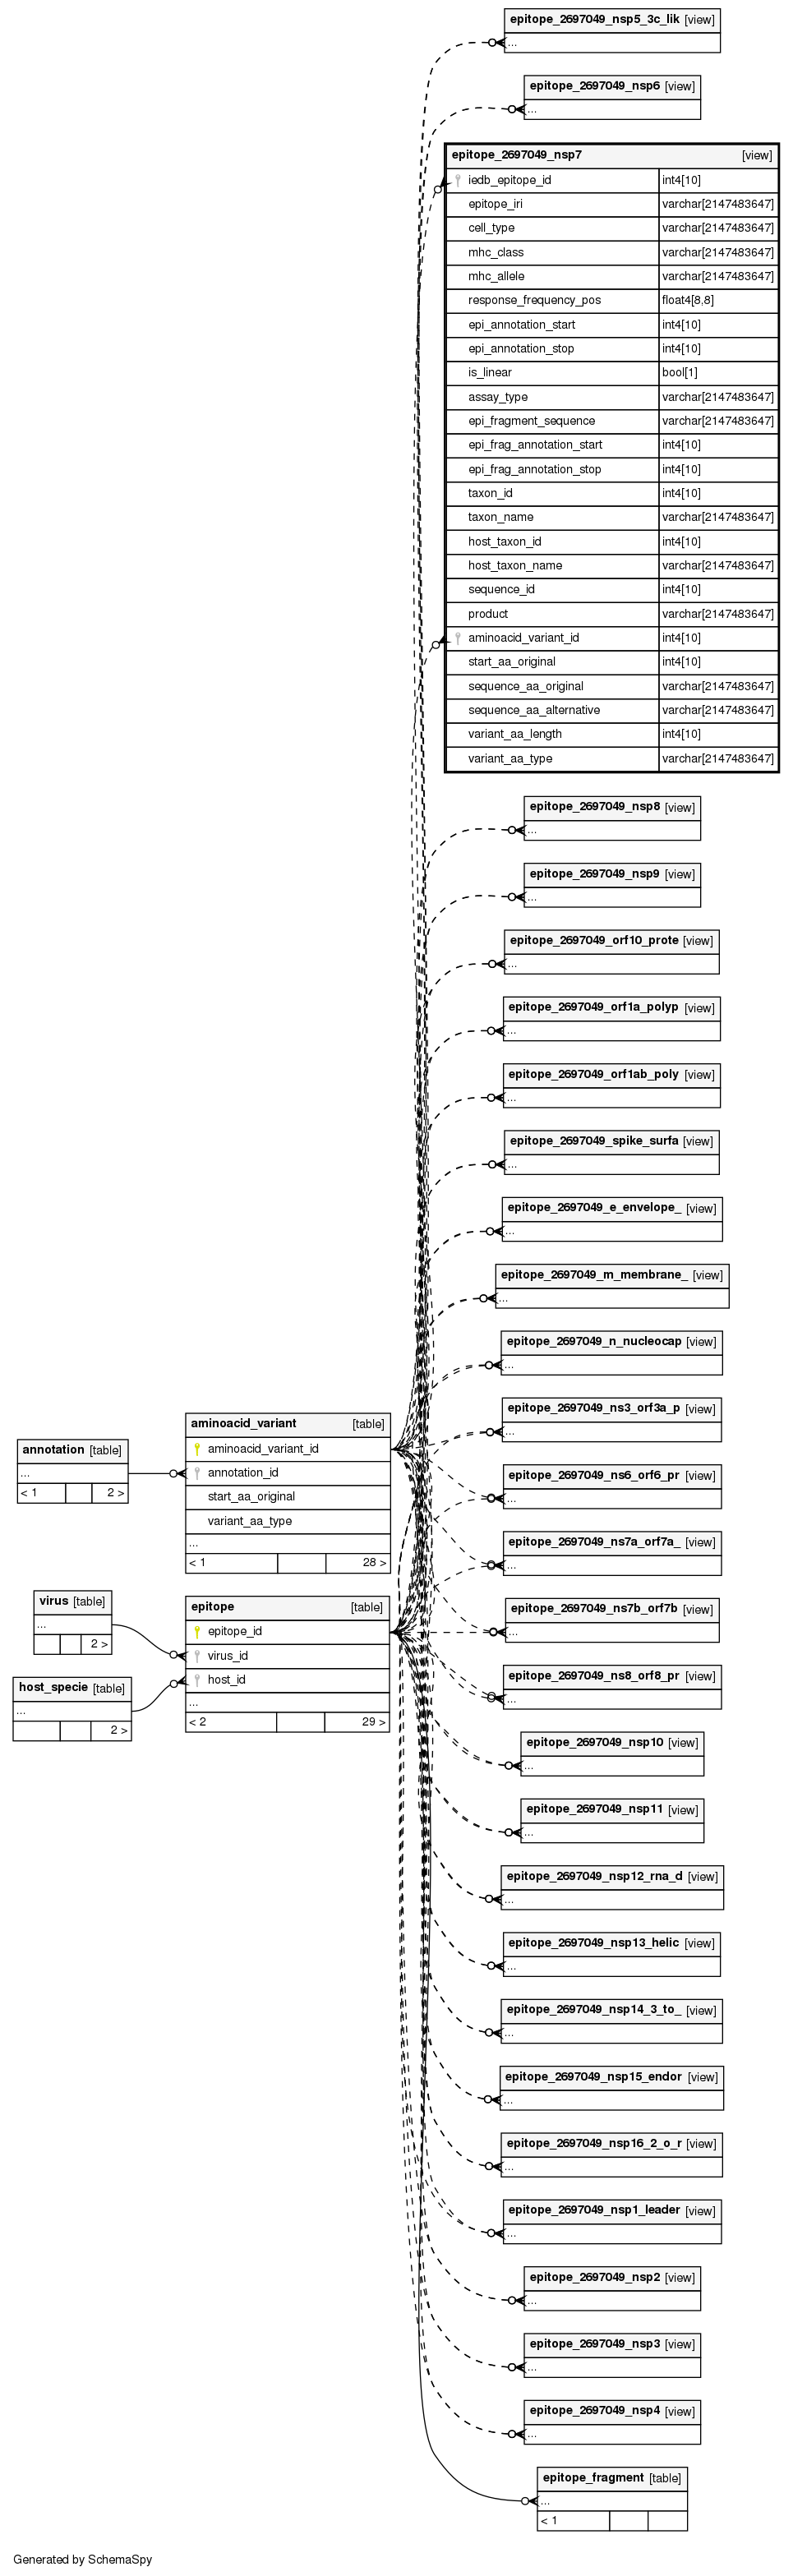 epitope_2697049_nsp5_3c_lik [view]
...
epitope_2697049_nsp6 [view]
...
epitope_2697049_nsp7 [view]
iedb_epitope_id int4[10]
epitope_iri varchar[2147483647]
cell_type varchar[2147483647]
mhc_class varchar[2147483647]
mhc_allele varchar[2147483647]
response_frequency_pos float4[8,8]
epi_annotation_start int4[10]
epi_annotation_stop int4[10]
is_linear bool[1]
assay_type varchar[2147483647]
epi_fragment_sequence varchar[2147483647]
epi_frag_annotation_start int4[10]
epi_frag_annotation_stop int4[10]
taxon_id int4[10]
taxon_name varchar[2147483647]
host_taxon_id int4[10]
host_taxon_name varchar[2147483647]
sequence_id int4[10]
product varchar[2147483647]
aminoacid_variant_id int4[10]
start_aa_original int4[10]
sequence_aa_original varchar[2147483647]
sequence_aa_alternative varchar[2147483647]
variant_aa_length int4[10]
variant_aa_type varchar[2147483647]
epitope_2697049_nsp8 [view]
...
epitope_2697049_nsp9 [view]
...
epitope_2697049_orf10_prote [view]
...
epitope_2697049_orf1a_polyp [view]
...
epitope_2697049_orf1ab_poly [view]
...
epitope_2697049_spike_surfa [view]
...
epitope_2697049_e_envelope_ [view]
...
epitope_2697049_m_membrane_ [view]
...
epitope_2697049_n_nucleocap [view]
...
epitope_2697049_ns3_orf3a_p [view]
...
epitope_2697049_ns6_orf6_pr [view]
...
epitope_2697049_ns7a_orf7a_ [view]
...
epitope_2697049_ns7b_orf7b [view]
...
epitope_2697049_ns8_orf8_pr [view]
...
epitope_2697049_nsp10 [view]
...
epitope_2697049_nsp11 [view]
...
epitope_2697049_nsp12_rna_d [view]
...
epitope_2697049_nsp13_helic [view]
...
epitope_2697049_nsp14_3_to_ [view]
...
epitope_2697049_nsp15_endor [view]
...
epitope_2697049_nsp16_2_o_r [view]
...
epitope_2697049_nsp1_leader [view]
...
epitope_2697049_nsp2 [view]
...
epitope_2697049_nsp3 [view]
...
epitope_2697049_nsp4 [view]
...
epitope_fragment [table]
...
< 1
aminoacid_variant [table]
aminoacid_variant_id
annotation_id
start_aa_original
variant_aa_type
...
< 1 28 >
annotation [table]
...
< 1 2 >
epitope [table]
epitope_id
virus_id
host_id
...
< 2 29 >
virus [table]
...
2 >
host_specie [table]
...
2 >
Generated by SchemaSpy